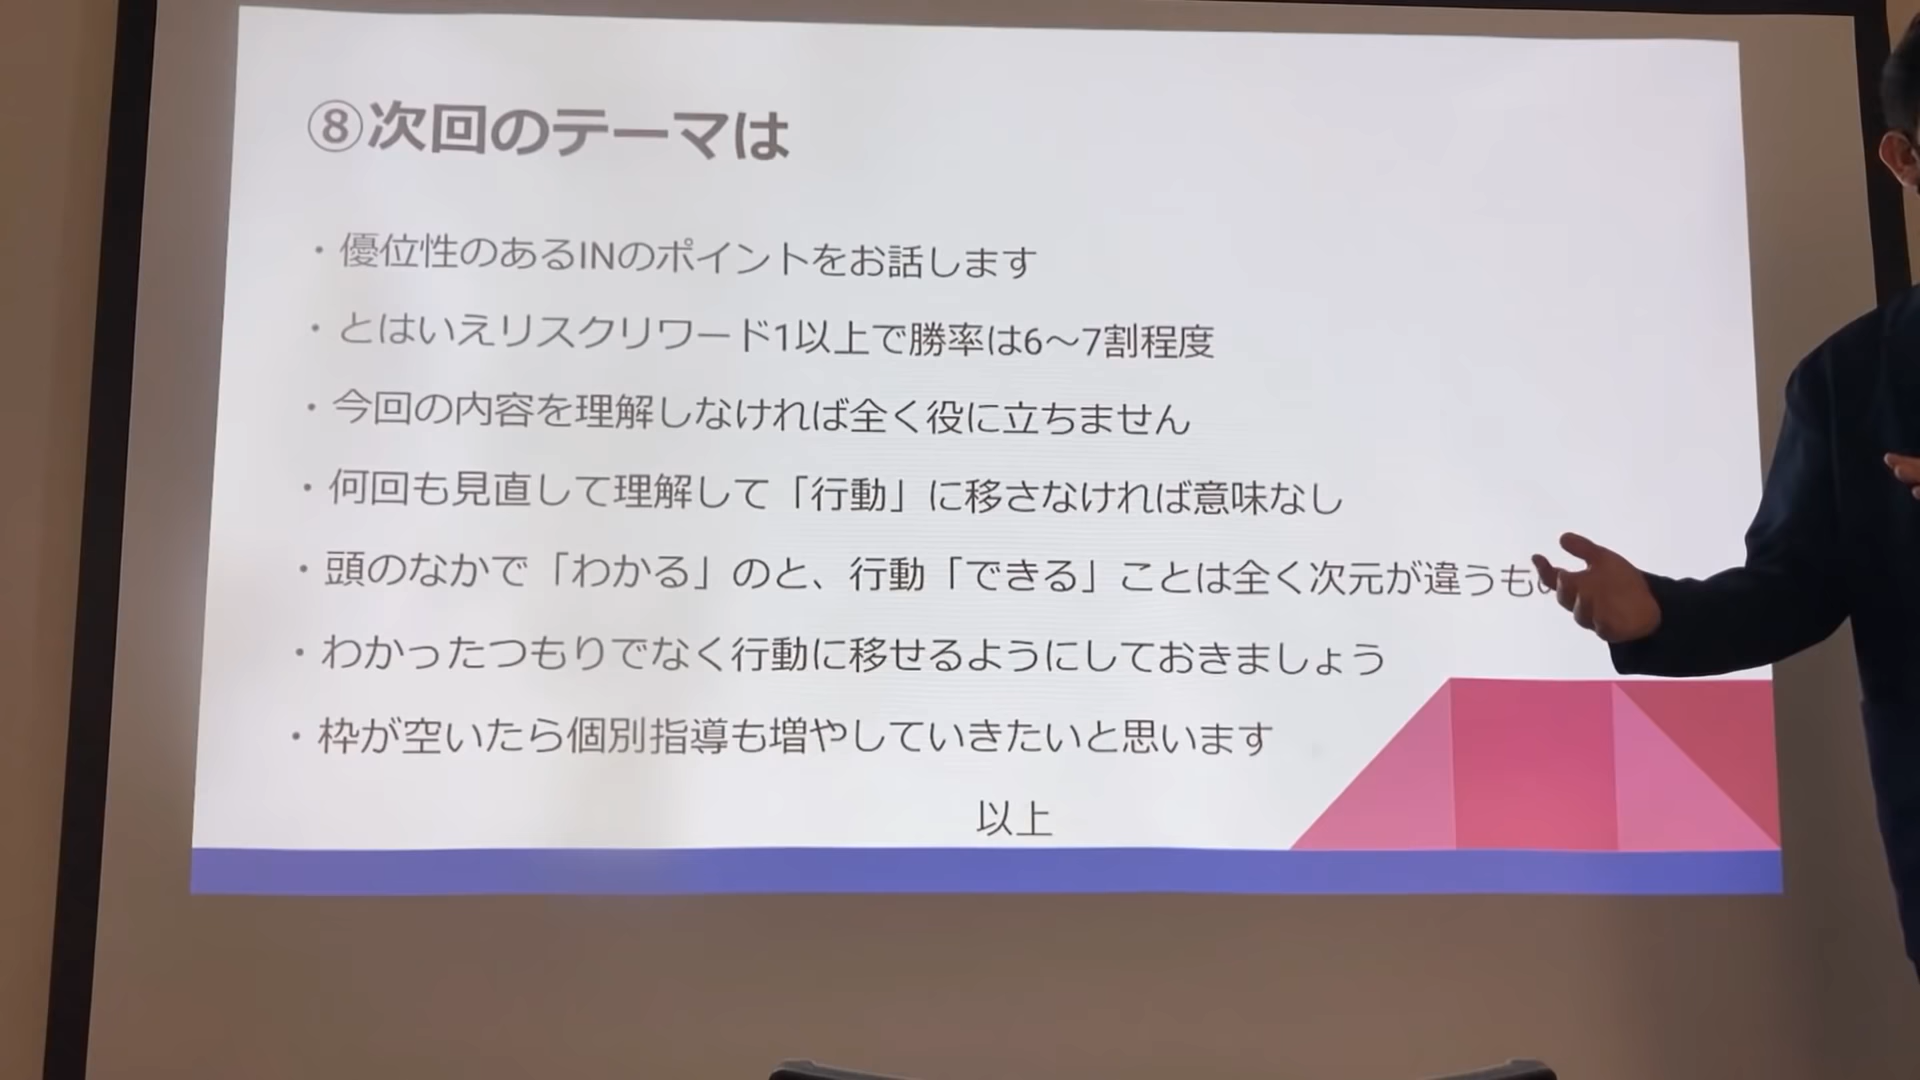 ⑧次回のテーマは
・優位性のあるINのポイントをお話します
・とはいえリスクリワード1以上で勝率は6～7割程度
・今回の内容を理解しなければ全く役に立ちません
・何回も見直して理解して「行動」に移さなければ意味なし
・頭のなかで「わかる」のと、行動「できる」ことは全く次元が違うも
・わかったつもりでなく行動に移せるようにしておきましょう
・枠が空いたら個別指導も増やしていきたいと思います
以上